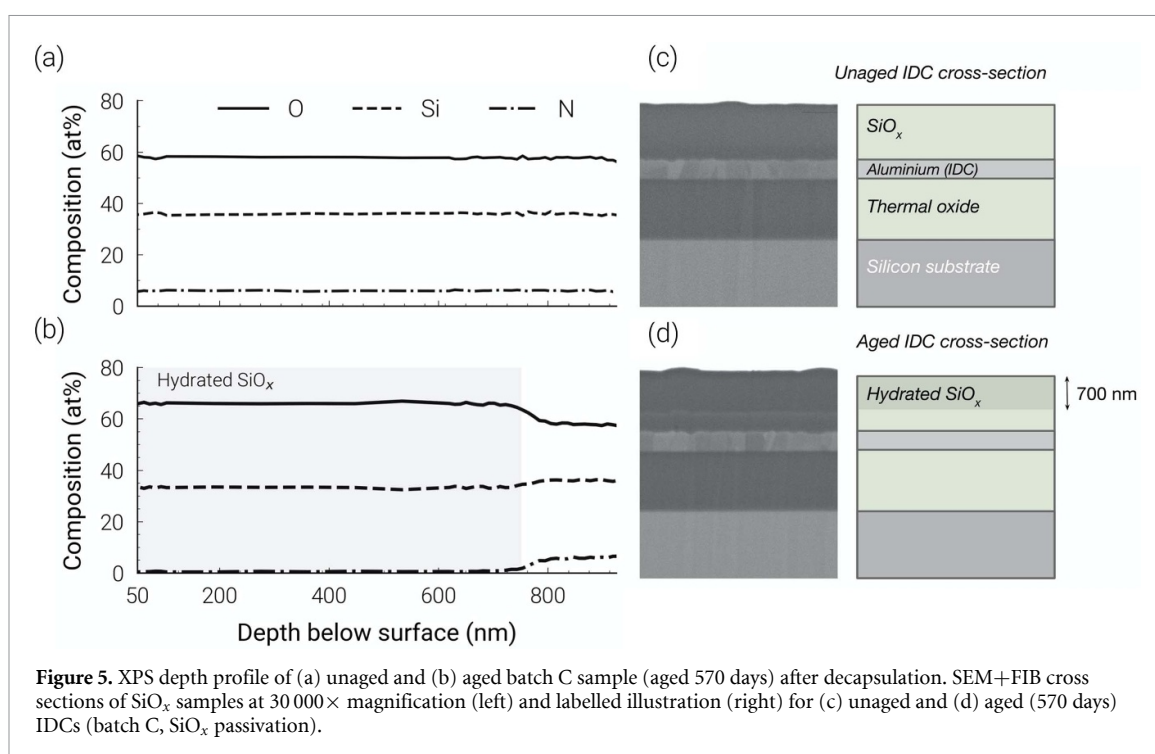 (a)
80
60
40
20
0
Composition (at%)
O Si N
(b)
80
60
40
20
0
Composition (at%)
Hydrated SiOₓ
50 200 400 600 800
Depth below surface (nm)
(c)
Unaged IDC cross-section
SiOₓ
Aluminium (IDC)
Thermal oxide
Silicon substrate
(d)
Aged IDC cross-section
Hydrated SiOₓ
700 nm
Figure 5. XPS depth profile of (a) unaged and (b) aged batch C sample (aged 570 days) after decapsulation. SEM+FIB cross
sections of SiOₓ samples at 30 000× magnification (left) and labelled illustration (right) for (c) unaged and (d) aged (570 days)
IDCs (batch C, SiOₓ passivation).